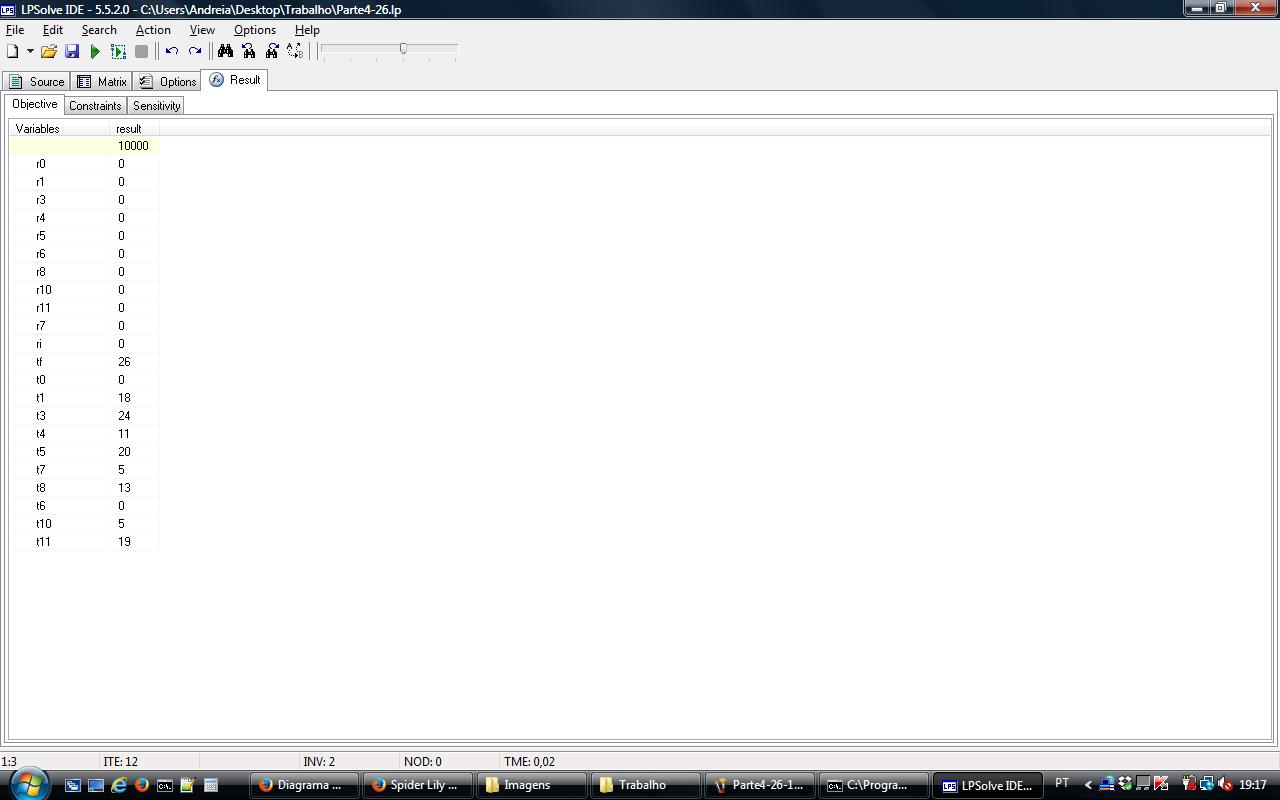 LPSolve IDE - 5.5.2.0 - C:\Users\Andreia\Desktop\Trabalho\Parte4-26.lp
File Edit Search Action View Options Help
Source Matrix Options Result
Objective Constraints Sensitivity
Variables result
10000
r0 0
r1 0
r3 0
r4 0
r5 0
r6 0
r8 0
r10 0
r11 0
r7 0
ri 0
tf 26
t0 0
t1 18
t3 24
t4 11
t5 20
t7 5
t8 13
t6 0
t10 5
t11 19
1:3 ITE: 12 INV: 2 NOD: 0 TME: 0,02
Diagrama ... Spider Lily ... Imagens Trabalho Parte4-26-1... C:\Progra... LPSolve IDE... PT 19:17